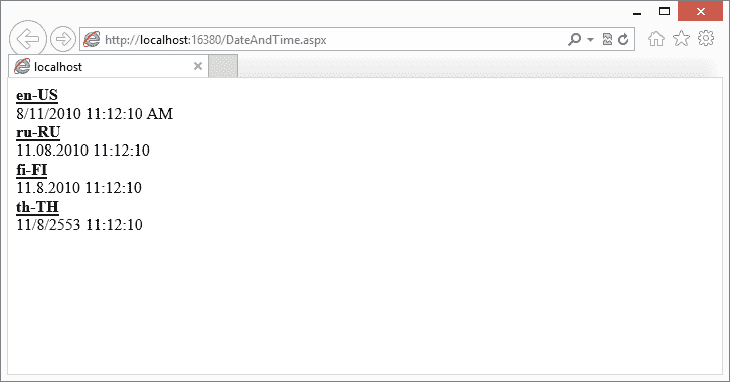 http://localhost:16380/DateAndTime.aspx
localhost
en-US
8/11/2010 11:12:10 AM
ru-RU
11.08.2010 11:12:10
fi-FI
11.8.2010 11:12:10
th-TH
11/8/2553 11:12:10